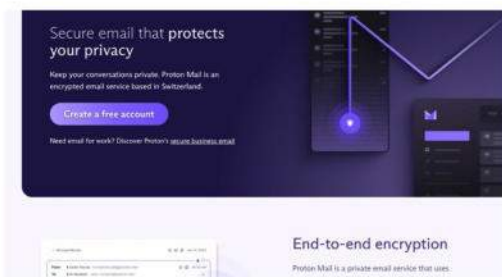 Secure email that protects
your privacy
Keep your conversations private. Proton Mail is an
encrypted email service based in Switzerland.
Create a free account
Need email for work? Discover Proton's secure business email
End-to-end encryption
Proton Mail is a private email service that uses